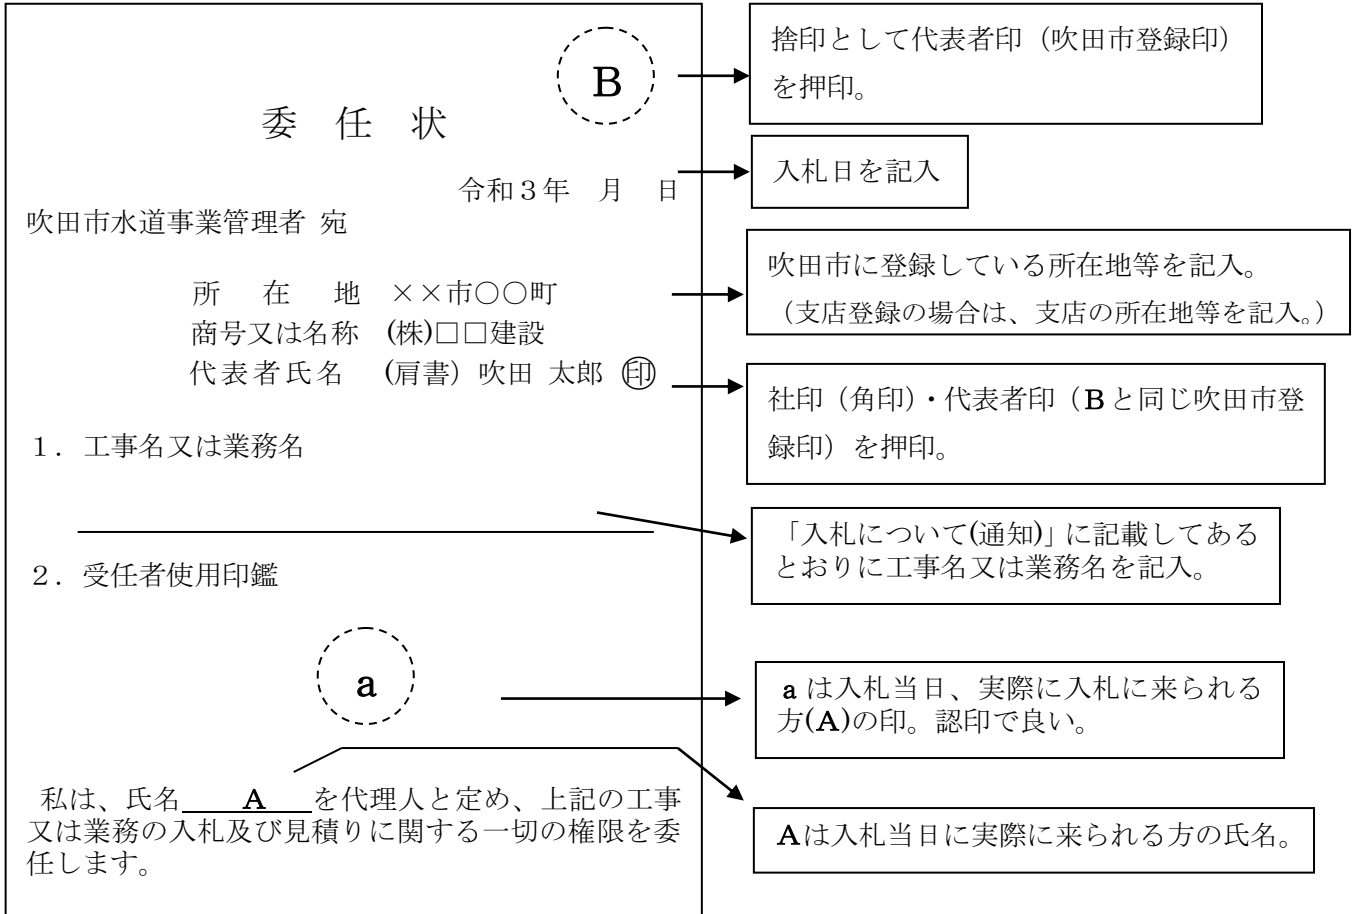 B
委 任 状
令和３年 月 日
吹田市水道事業管理者 宛
所 在 地 ××市〇〇町
商号又は名称 (株)□□建設
代表者氏名 (肩書）吹田 太郎 ㊞
１．工事名又は業務名
２．受任者使用印鑑
a
私は、氏名 A を代理人と定め、上記の工事
又は業務の入札及び見積りに関する一切の権限を委
任します。
捨印として代表者印（吹田市登録印）
を押印。
入札日を記入
吹田市に登録している所在地等を記入。
（支店登録の場合は、支店の所在地等を記入。）
社印（角印）・代表者印（Bと同じ吹田市登
録印）を押印。
「入札について(通知)」に記載してある
とおりに工事名又は業務名を記入。
aは入札当日、実際に入札に来られる
方(A)の印。認印で良い。
Aは入札当日に実際に来られる方の氏名。